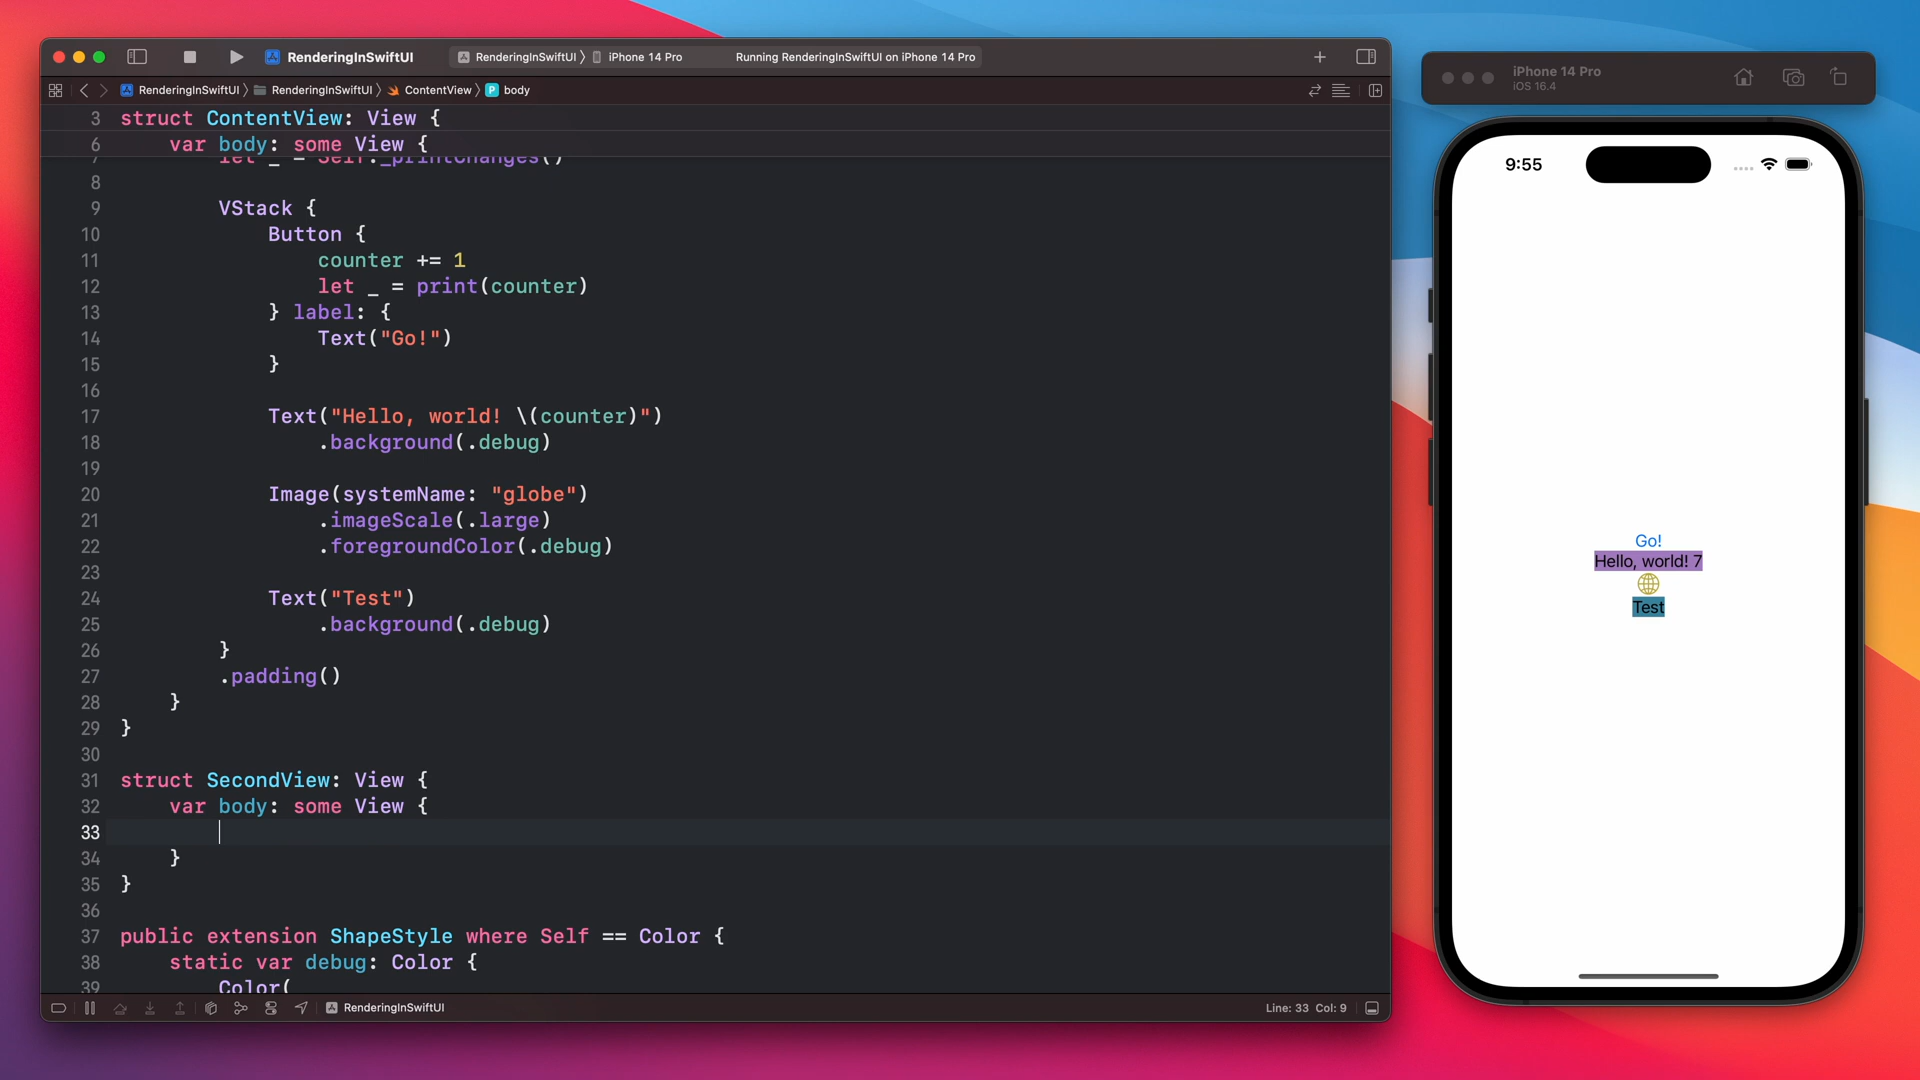 RenderingInSwiftUI
RenderingInSwiftUI
iPhone 14 Pro
Running RenderingInSwiftUI on iPhone 14 Pro
RenderingInSwiftUI
RenderingInSwiftUI
ContentView
P body
3 struct ContentView: View {
6 var body: some View {
7 let _ = Self._printChanges()
8
9 VStack {
10 Button {
11 counter += 1
12 let _ = print(counter)
13 } label: {
14 Text("Go!")
15 }
16
17 Text("Hello, world! \(counter)")
18 .background(.debug)
19
20 Image(systemName: "globe")
21 .imageScale(.large)
22 .foregroundColor(.debug)
23
24 Text("Test")
25 .background(.debug)
26 }
27 .padding()
28 }
29 }
30
31 struct SecondView: View {
32 var body: some View {
33
34 }
35 }
36
37 public extension ShapeStyle where Self == Color {
38 static var debug: Color {
39 Color(
RenderingInSwiftUI
Line: 33 Col: 9
iPhone 14 Pro
iOS 16.4
9:55
Go!
Hello, world! 7
Test